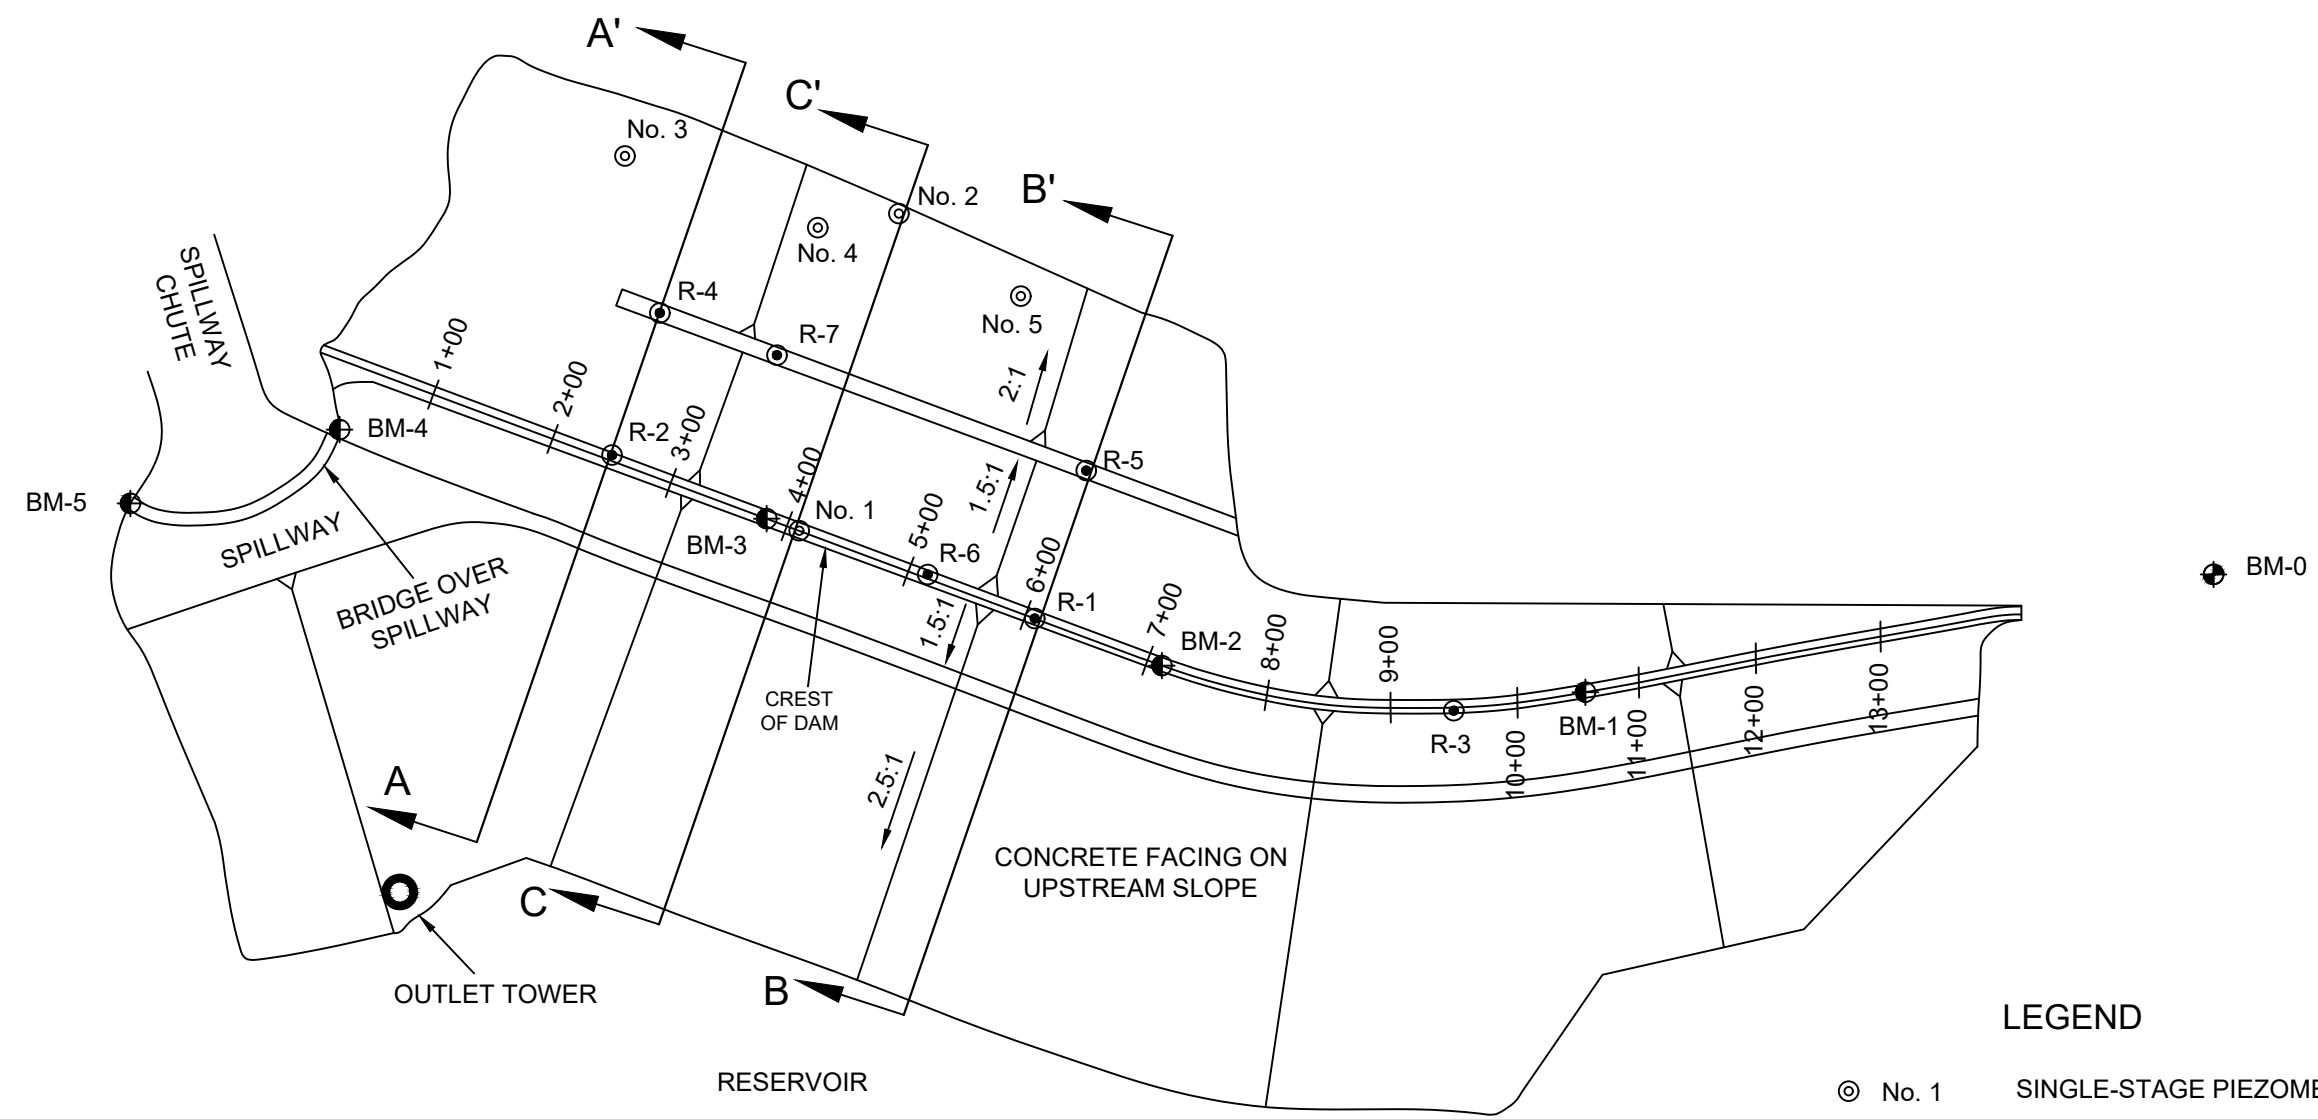 A'
C'
No. 3
B'
No. 2
No. 4
SPILLWAY
CHUTE
R-4
No. 5
R-7
1+00
2+00
2:1
BM-4
R-2
3+00
R-5
4+00
1.5:1
BM-5
No. 1
5+00
SPILLWAY
BM-3
R-6
6+00
BM-0
BRIDGE OVER
SPILLWAY
1.5:1
R-1
7+00
BM-2
8+00
9+00
CREST
OF DAM
BM-1
R-3
10+00
11+00
12+00
13+00
A
2.5:1
CONCRETE FACING ON
UPSTREAM SLOPE
C
B
OUTLET TOWER
LEGEND
RESERVOIR
No. 1 SINGLE-STAGE